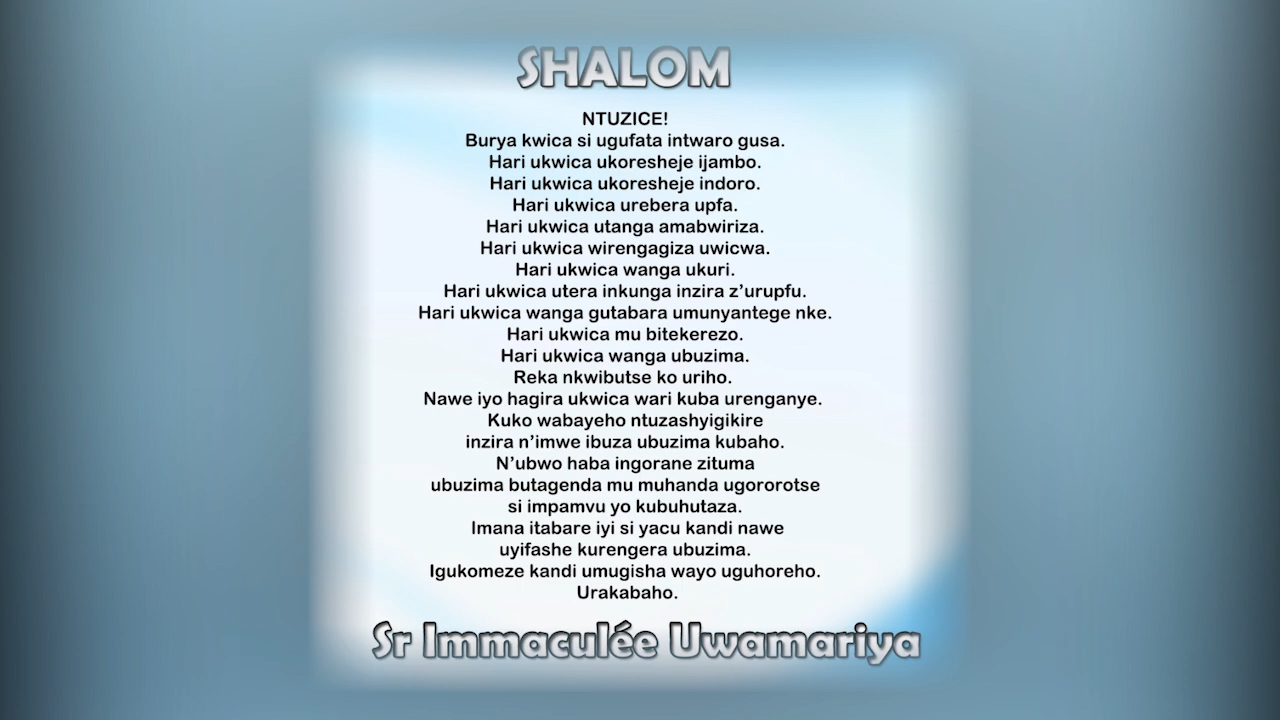 SHALOM
NTUZICE!
Burya kwica si ugufata intwaro gusa.
Hari ukwica ukoresheje ijambo.
Hari ukwica ukoresheje indoro.
Hari ukwica urebera upfa.
Hari ukwica utanga amabwiriza.
Hari ukwica wirengagiza uwicwa.
Hari ukwica wanga ukuri.
Hari ukwica utera inkunga inzira z’urupfu.
Hari ukwica wanga gutabara umunyantege nke.
Hari ukwica mu bitekerezo.
Hari ukwica wanga ubuzima.
Reka nkwibutse ko uriho.
Nawe iyo hagira ukwica wari kuba urenganye.
Kuko wabayeho ntuzashyigikire
inzira n’imwe ibuza ubuzima kubaho.
N’ubwo haba ingorane zituma
ubuzima butagenda mu muhanda ugororotse
si impamvu yo kubuhutaza.
Imana itabare iyi si yacu kandi nawe
uyifashe kurengera ubuzima.
Igukomeze kandi umugisha wayo uguhoreho.
Urakabaho.
Sr Immaculée Uwamariya